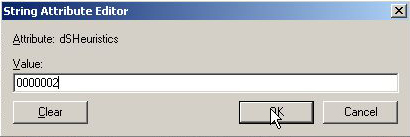 String Attribute Editor
Attribute: dSHeuristics
Value:
0000002
Clear OK Cancel